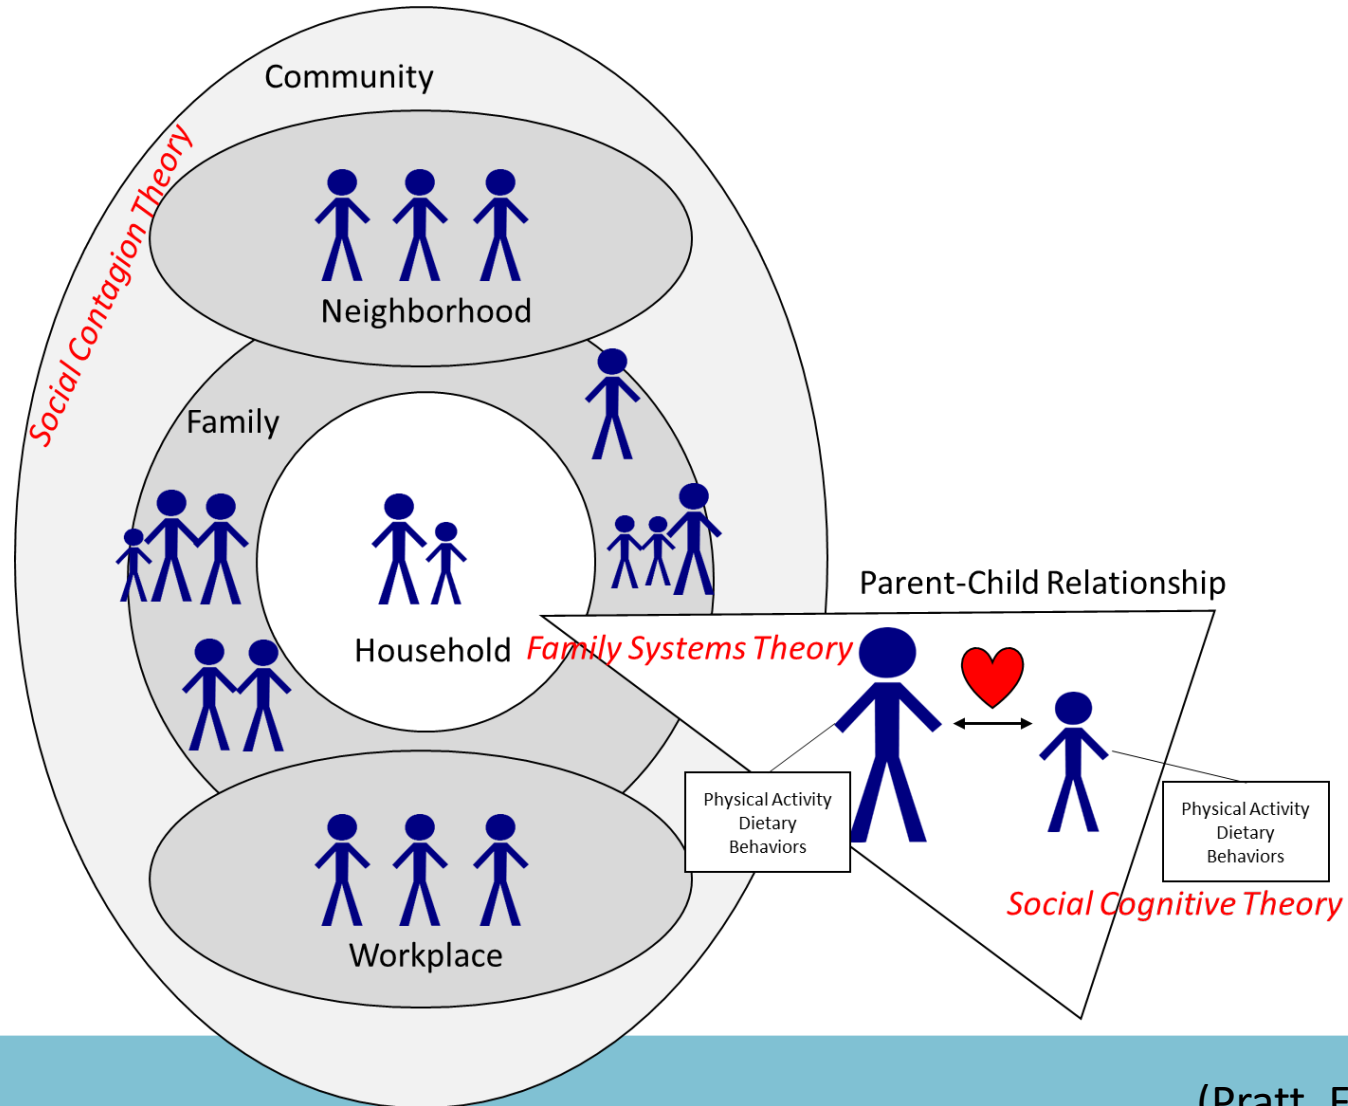 Community
Social Contagion Theory
Neighborhood
Family
Household
Family Systems Theory
Parent-Child Relationship
Physical Activity
Dietary
Behaviors
Physical Activity
Dietary
Behaviors
Social Cognitive Theory
Workplace
(Pratt,